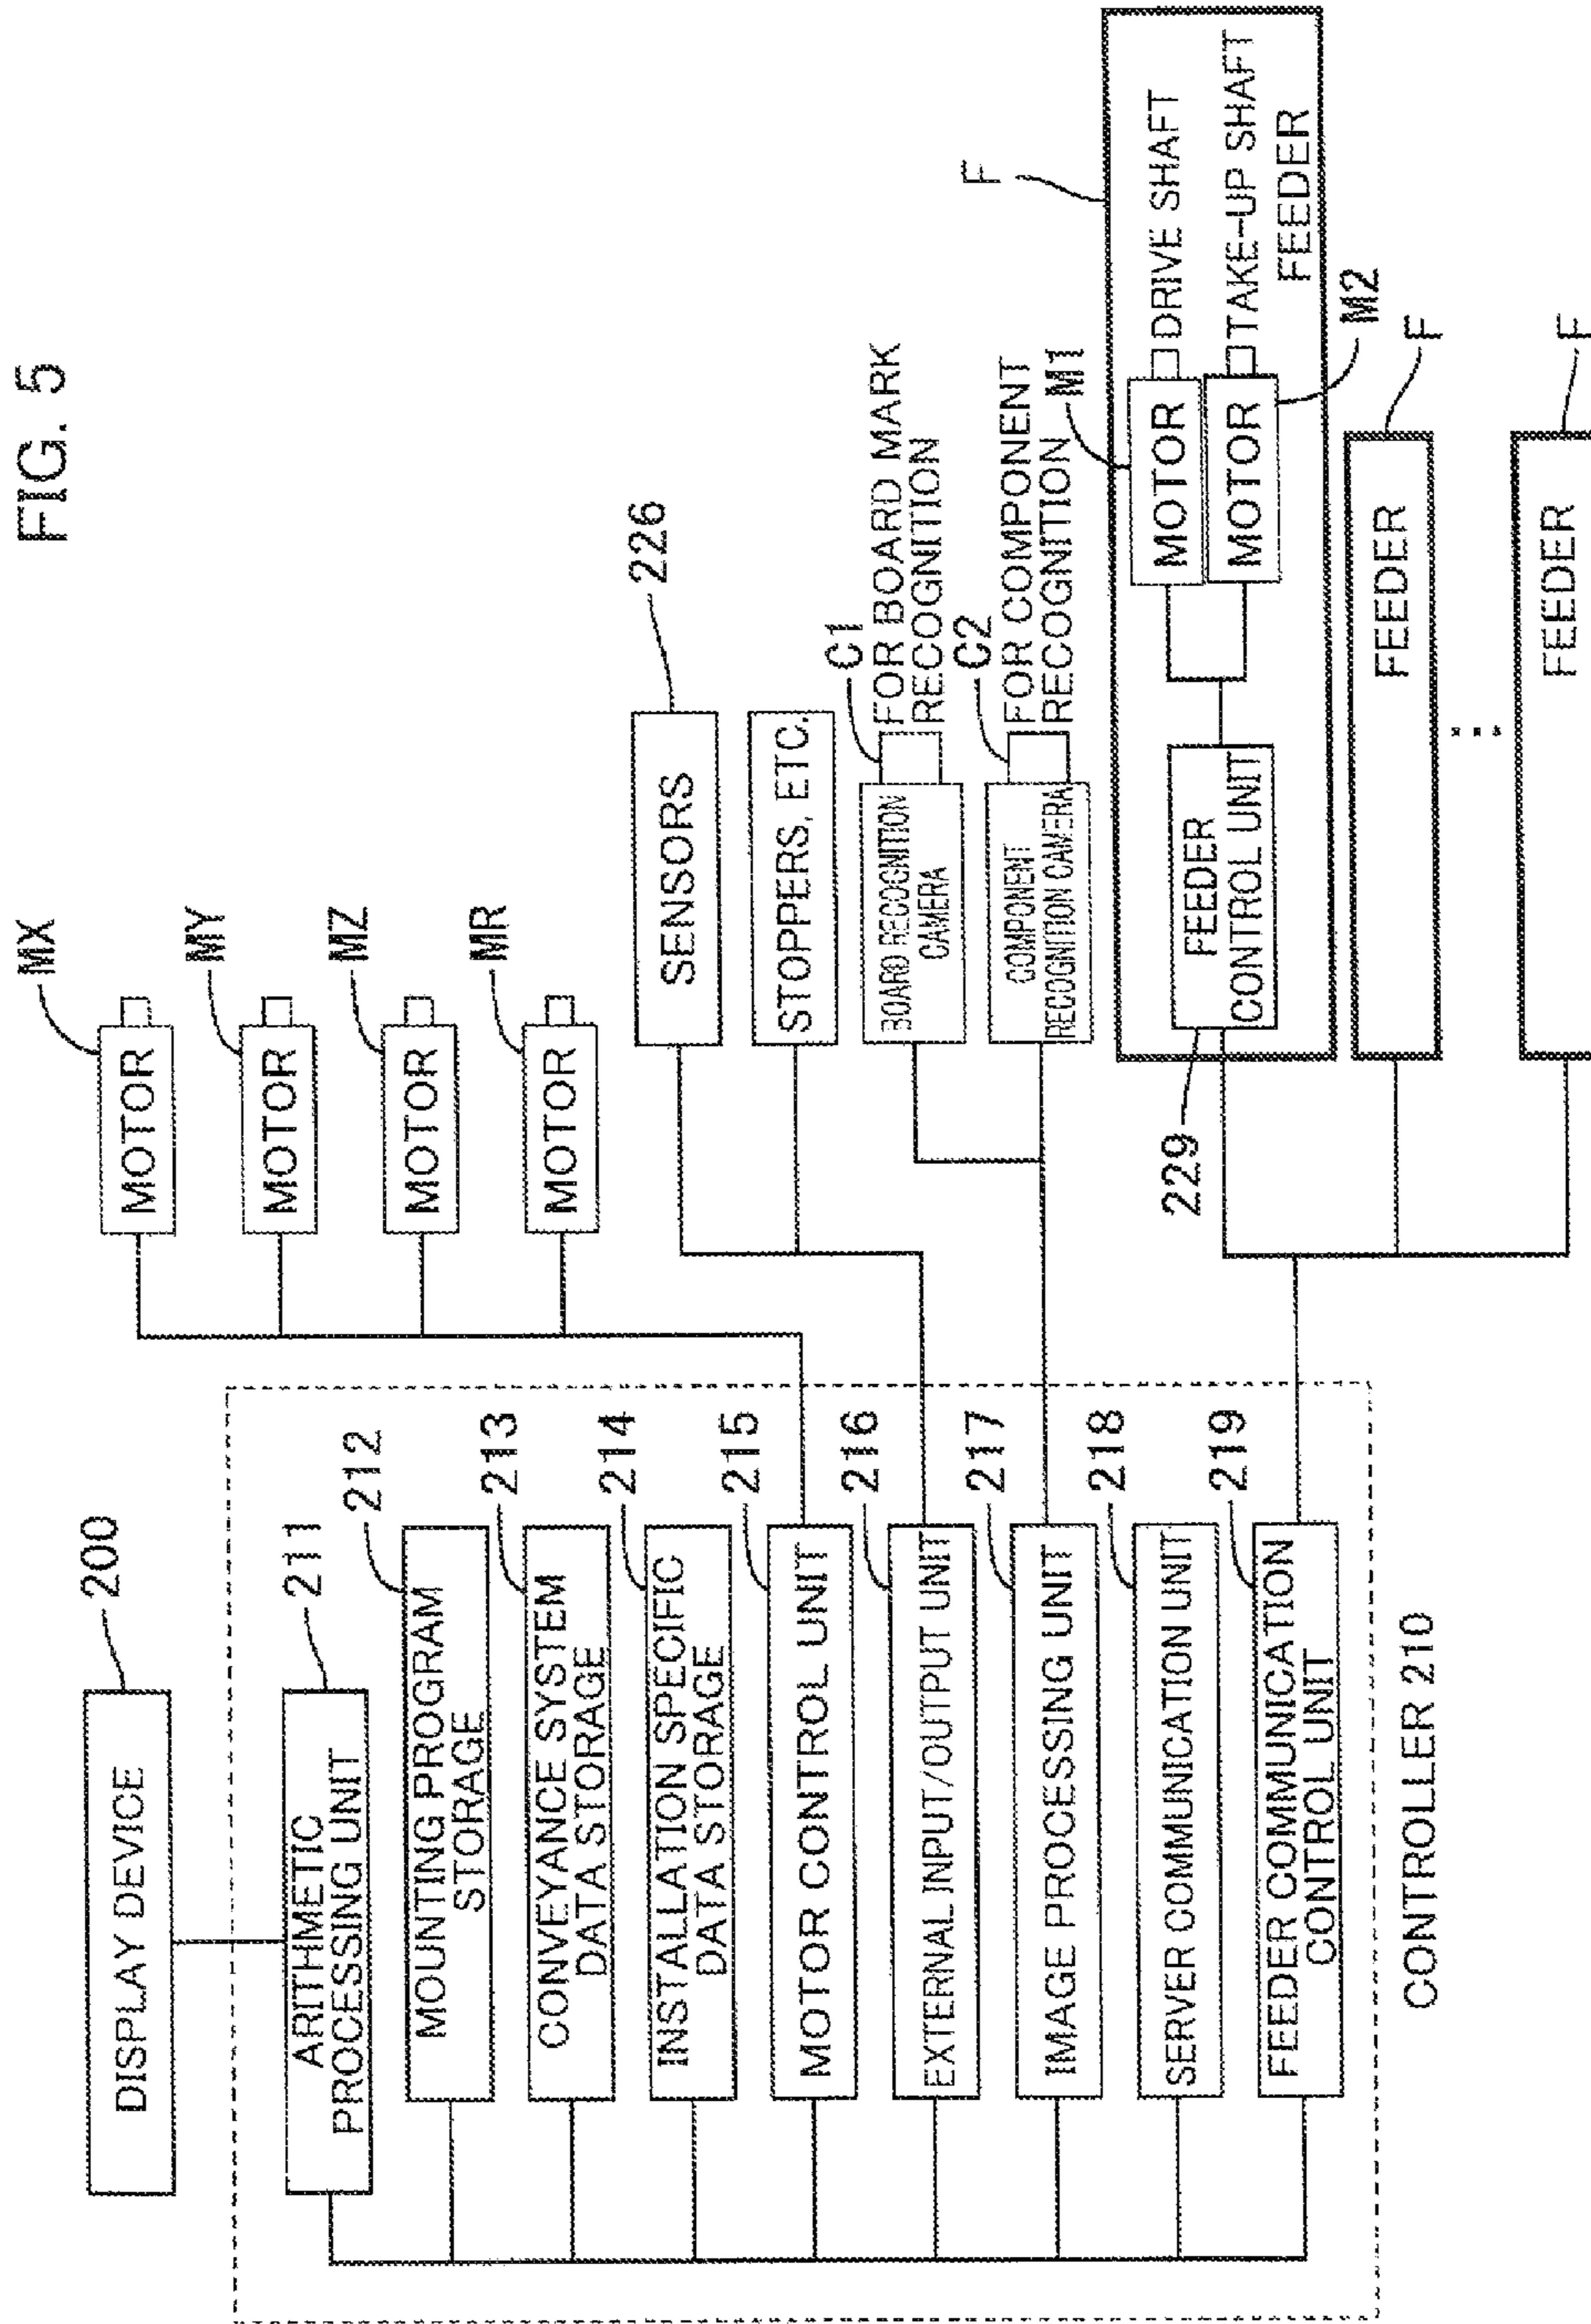 FIG. 5
DISPLAY DEVICE
200
ARITHMETIC
PROCESSING UNIT
211
MOUNTING PROGRAM
STORAGE
212
CONVEYANCE SYSTEM
DATA STORAGE
213
INSTALLATION SPECIFIC
DATA STORAGE
214
MOTOR CONTROL UNIT
215
EXTERNAL INPUT/OUTPUT UNIT
216
IMAGE PROCESSING UNIT
217
SERVER COMMUNICATION UNIT
218
FEEDER COMMUNICATION
CONTROL UNIT
219
CONTROLLER 210
MOTOR
MX
MOTOR
MY
MOTOR
MZ
MOTOR
MR
SENSORS
226
STOPPERS, ETC.
BOARD RECOGNITION
CAMERA
C1
FOR BOARD MARK
RECOGNITION
COMPONENT
RECOGNITION CAMERA
C2
FOR COMPONENT
RECOGNITION
229
FEEDER
CONTROL UNIT
MOTOR
M1
DRIVE SHAFT
MOTOR
M2
TAKE-UP SHAFT
FEEDER
F
FEEDER
F
...
FEEDER
F